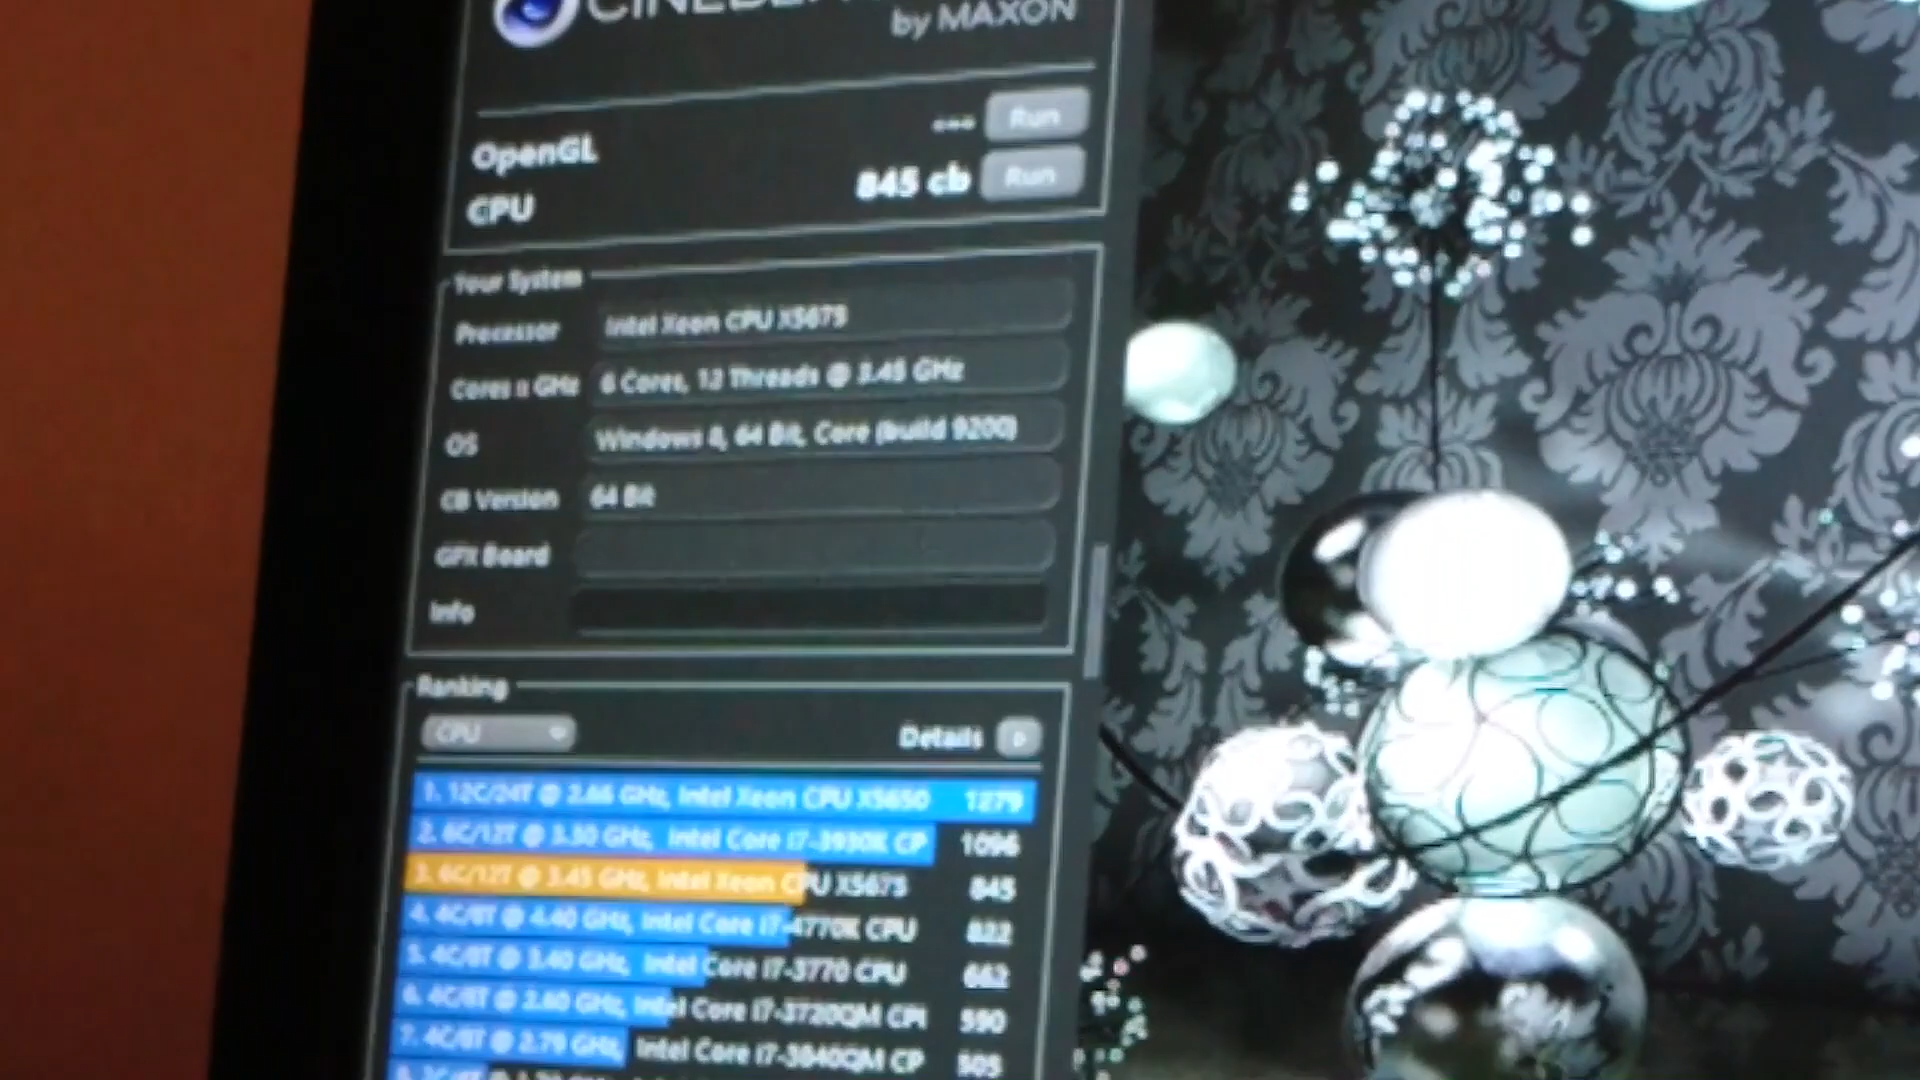 by MAXON
--- Run
OpenGL
845 cb Run
CPU
Your System
Processor Intel Xeon CPU X5675
Cores x GHz 6 Cores, 12 Threads @ 3.45 GHz
OS Windows 8, 64 Bit, Core (build 9200)
CB Version 64 Bit
GFX Board
Info
Ranking
CPU Details
1. 12C/24T @ 2.66 GHz, Intel Xeon CPU X5650 1279
2. 6C/12T @ 3.30 GHz, Intel Core i7-3930K CP 1096
3. 6C/12T @ 3.45 GHz, Intel Xeon CPU X5675 845
4. 4C/8T @ 4.40 GHz, Intel Core i7-4770K CPU 822
5. 4C/8T @ 3.40 GHz, Intel Core i7-3770 CPU 662
6. 4C/8T @ 2.60 GHz, Intel Core i7-3720QM CPU 590
7. 4C/8T @ 2.79 GHz, Intel Core i7-3840QM CP 505